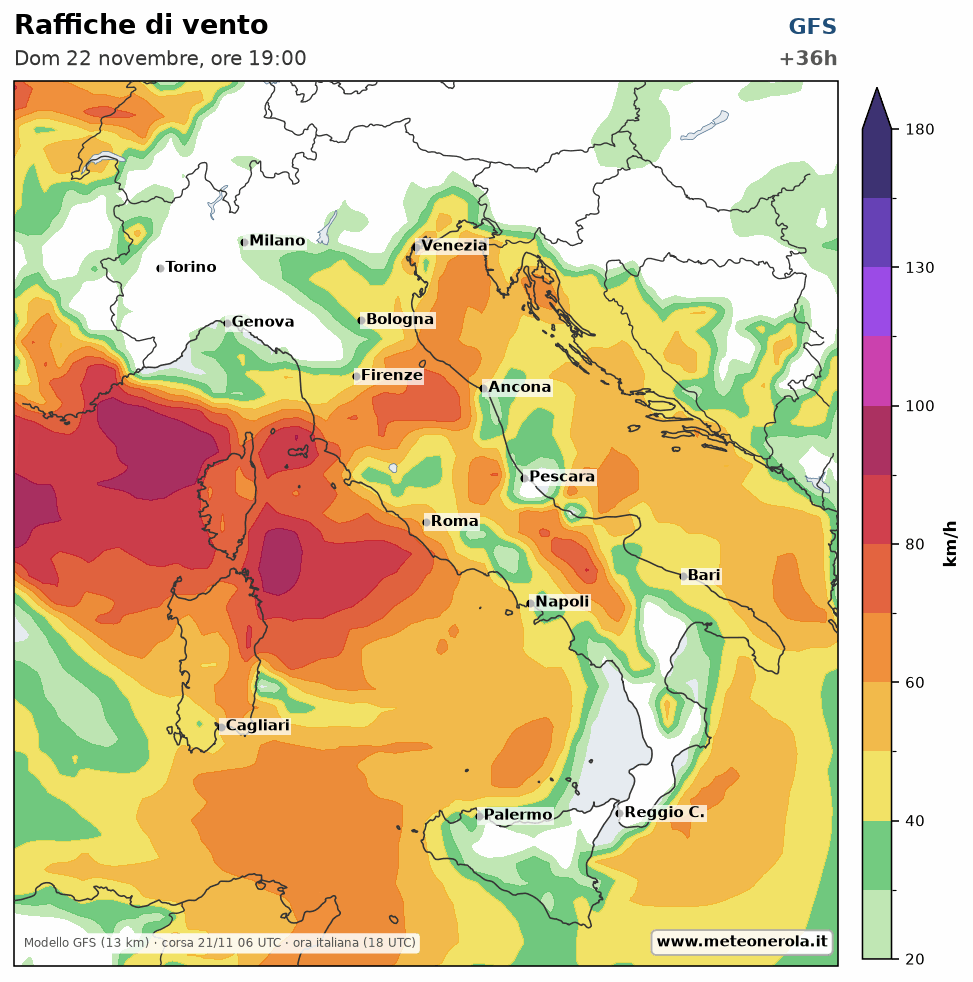 Raffiche di vento
GFS
Dom 22 novembre, ore 19:00
+36h
180
Milano
Venezia
Torino
130
Genova
Bologna
Firenze
Ancona
100
Pescara
Roma
km/h
80
Bari
Napoli
60
Cagliari
Palermo
Reggio C.
40
Modello GFS (13 km) · corsa 21/11 06 UTC · ora italiana (18 UTC)
www.meteonerola.it
20